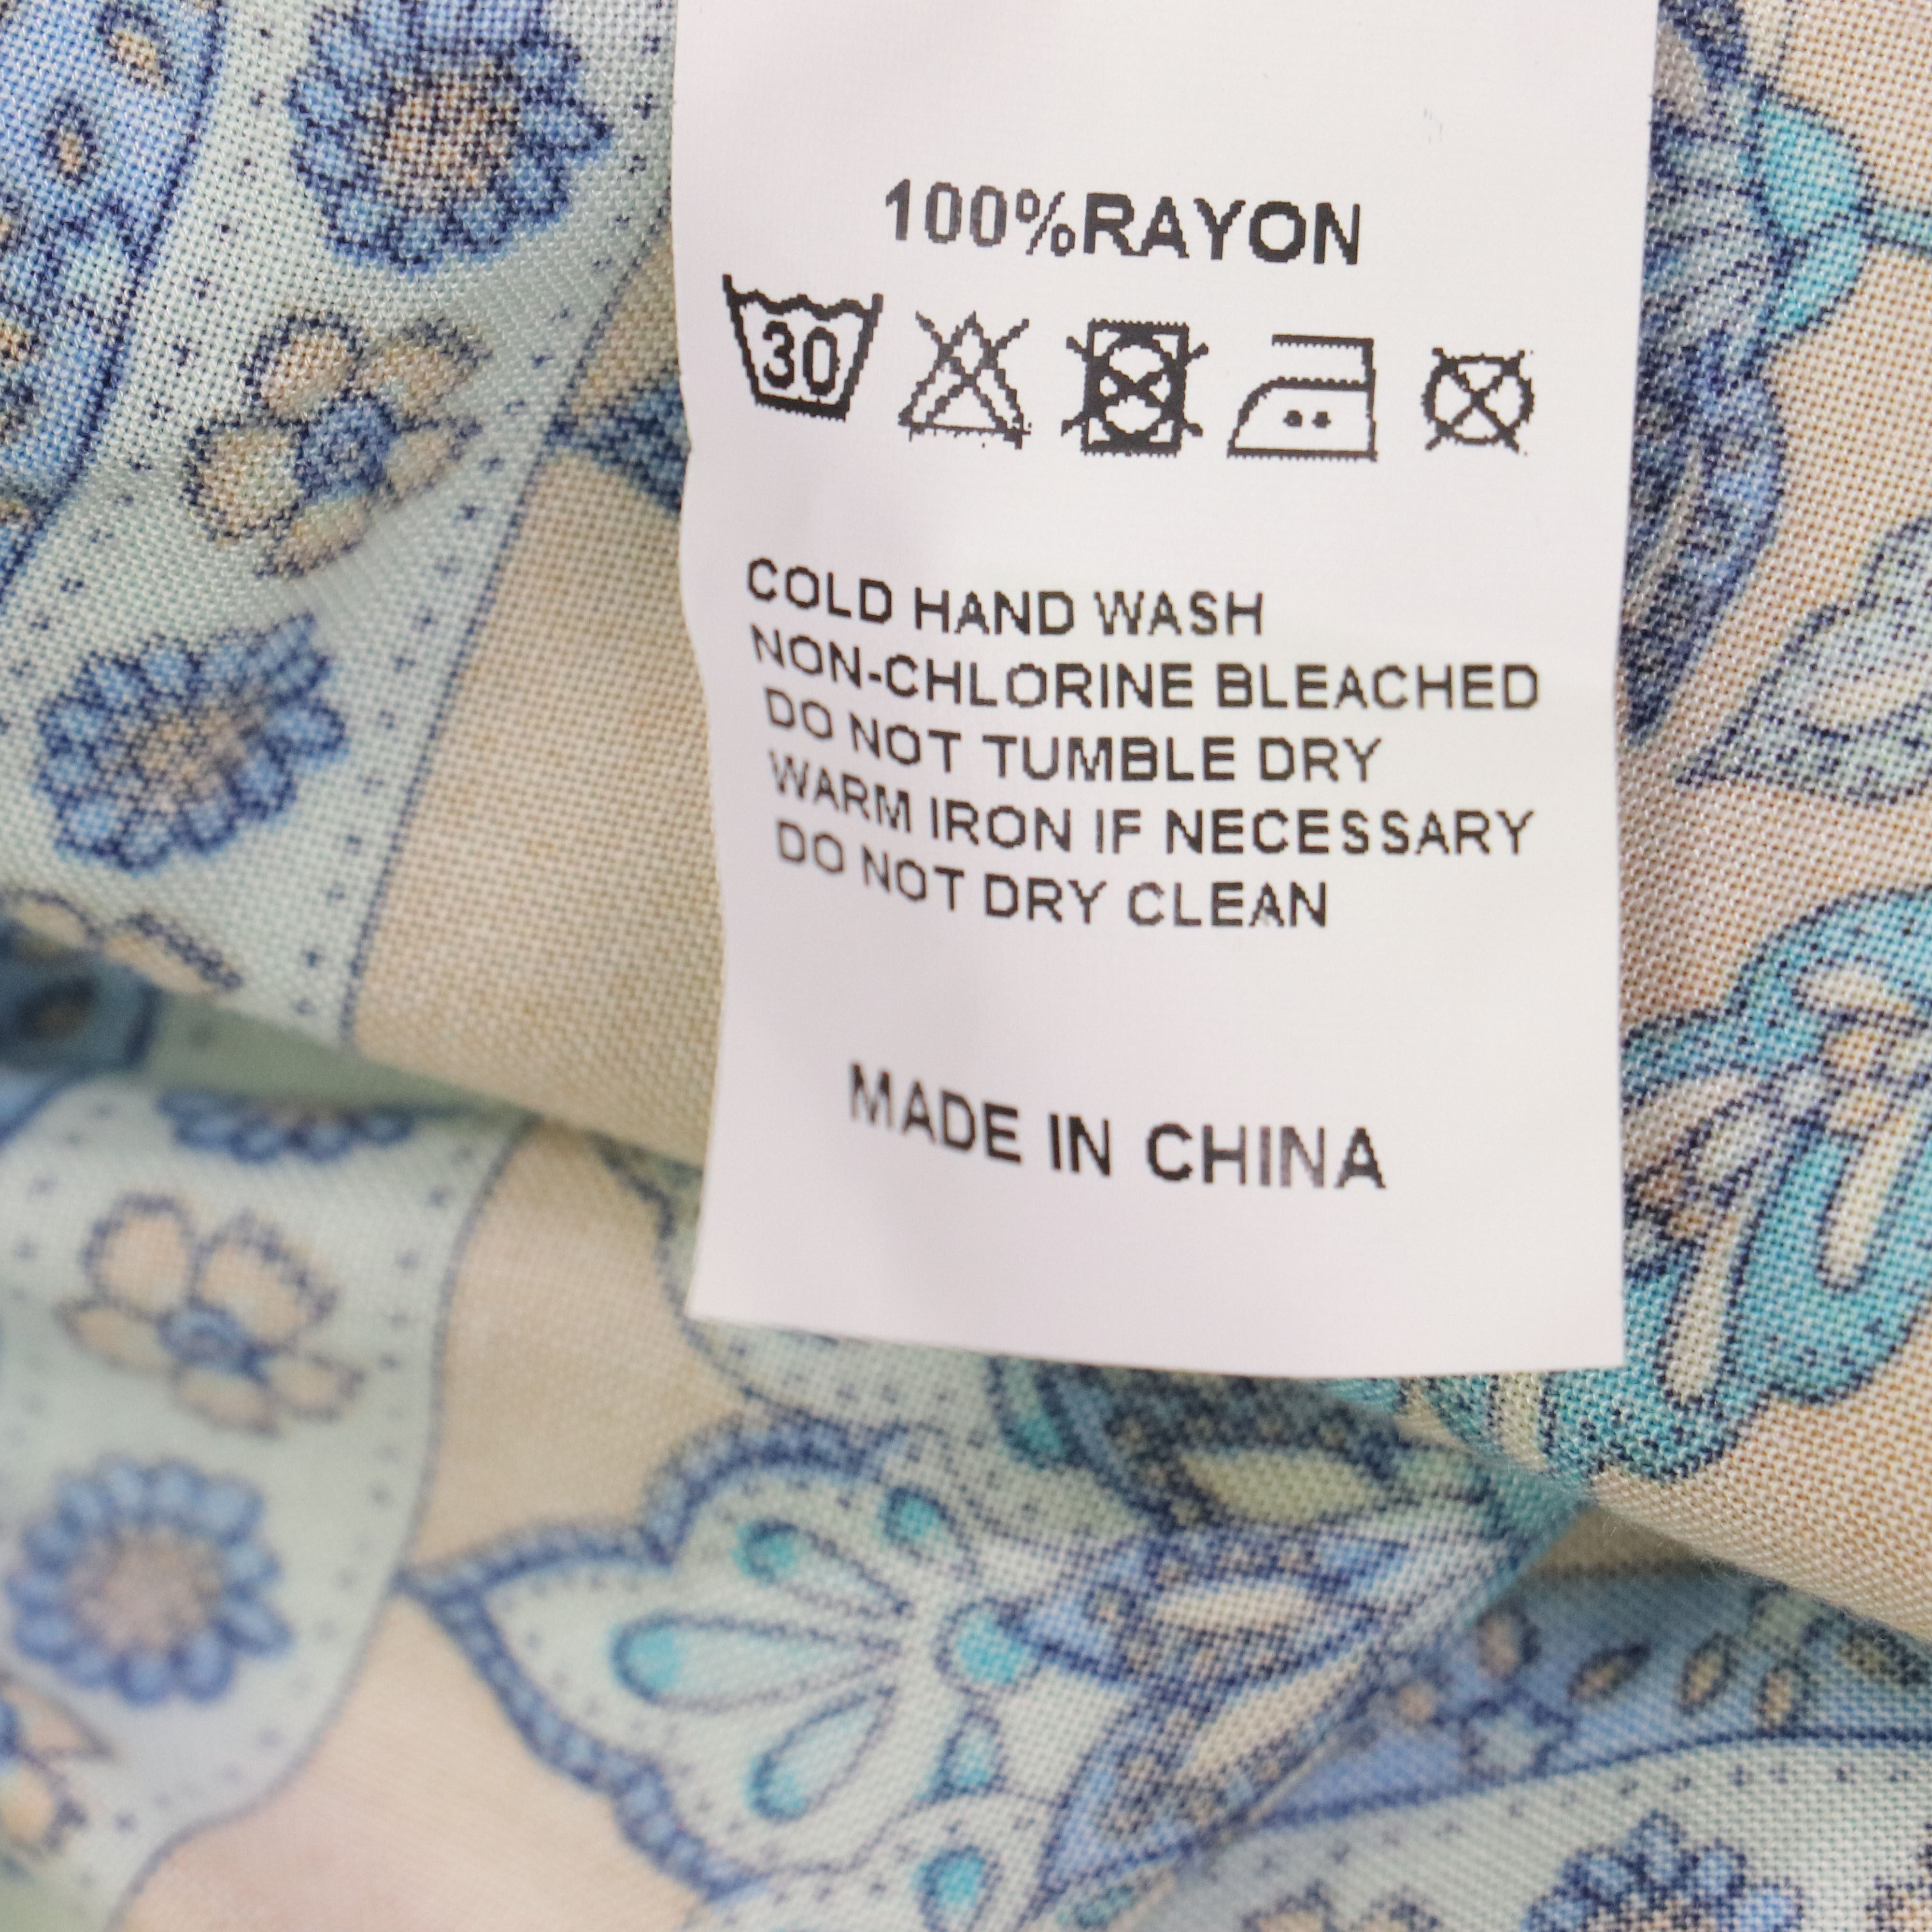 100%RAYON
30
COLD HAND WASH
NON-CHLORINE BLEACHED
DO NOT TUMBLE DRY
WARM IRON IF NECESSARY
DO NOT DRY CLEAN
MADE IN CHINA